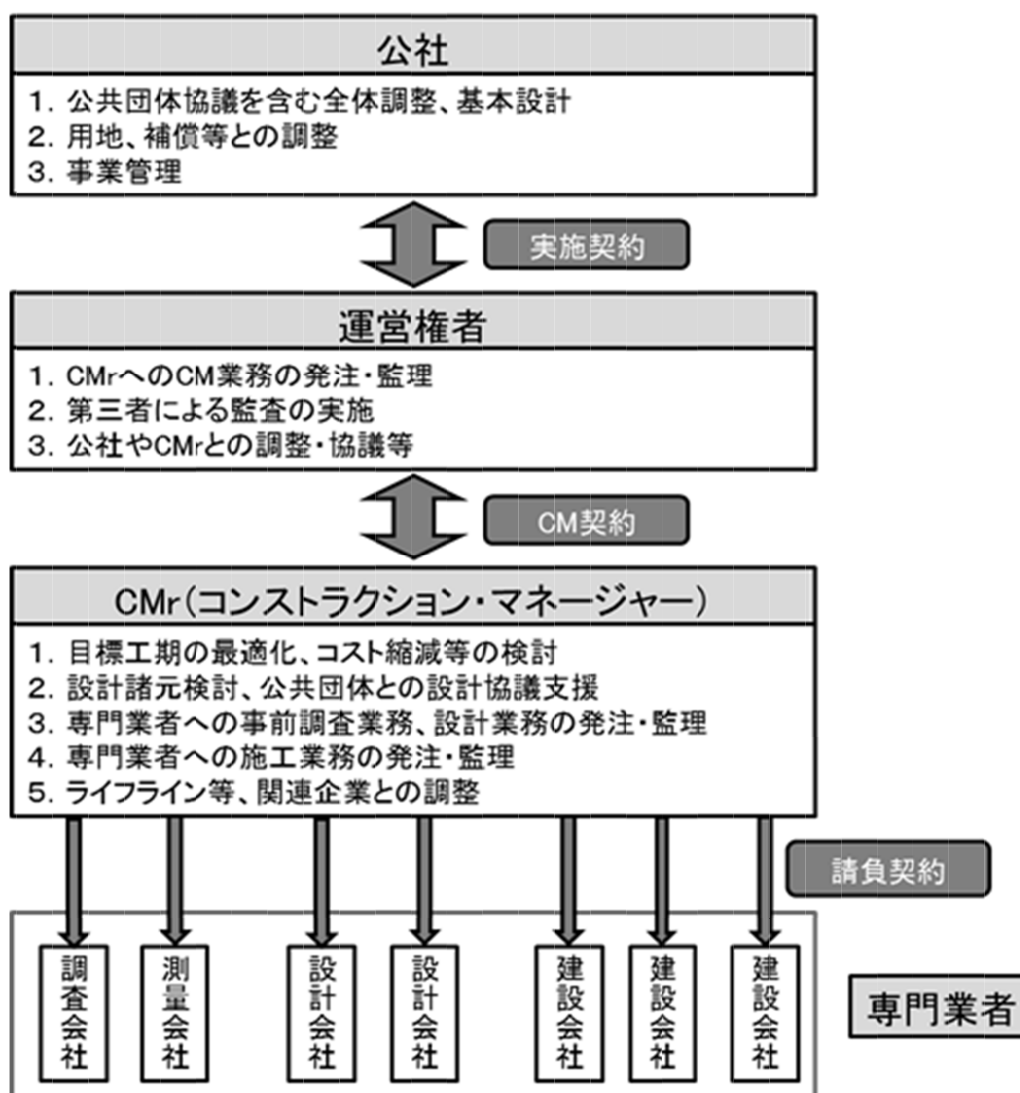 公社
1. 公共団体協議を含む全体調整、基本設計
2. 用地、補償等との調整
3. 事業管理
実施契約
運営権者
1. CMrへのCM業務の発注・監理
2. 第三者による監査の実施
3. 公社やCMrとの調整・協議等
CM契約
CMr(コンストラクション・マネージャー)
1. 目標工期の最適化、コスト縮減等の検討
2. 設計諸元検討、公共団体との設計協議支援
3. 専門業者への事前調査業務、設計業務の発注・監理
4. 専門業者への施工業務の発注・監理
5. ライフライン等、関連企業との調整
請負契約
調査会社
測量会社
設計会社
設計会社
建設会社
建設会社
建設会社
専門業者